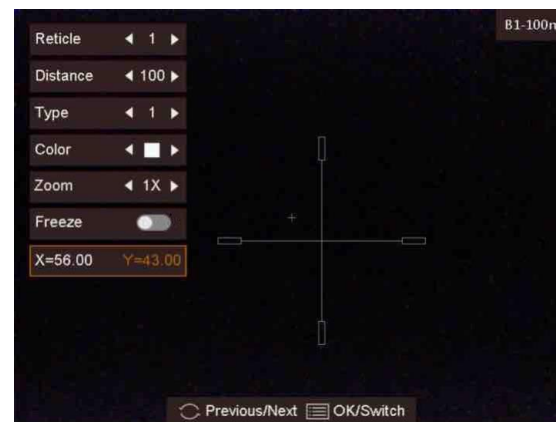 B1-100m
Reticle ◀ 1 ▶
Distance ◀ 100 ▶
Type ◀ 1 ▶
Color ◀ ▶
Zoom ◀ 1X ▶
Freeze
X=56.00 Y=43.00
Previous/Next OK/Switch